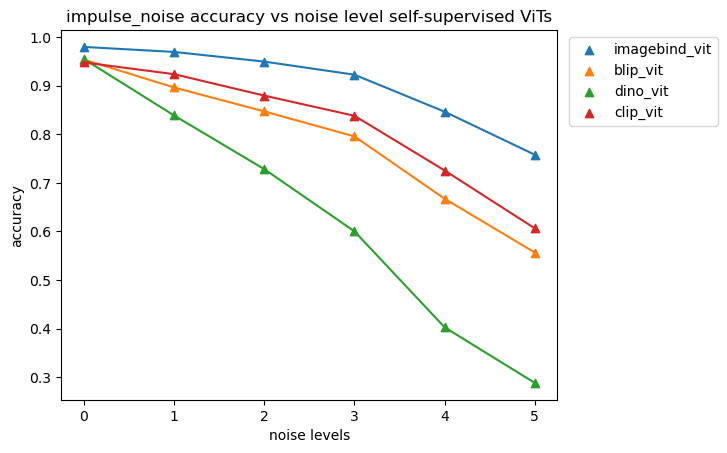 impulse_noise accuracy vs noise level self-supervised ViTs
1.0
0.9
0.8
0.7
0.6
0.5
0.4
0.3
accuracy
0 1 2 3 4 5
noise levels
imagebind_vit
blip_vit
dino_vit
clip_vit